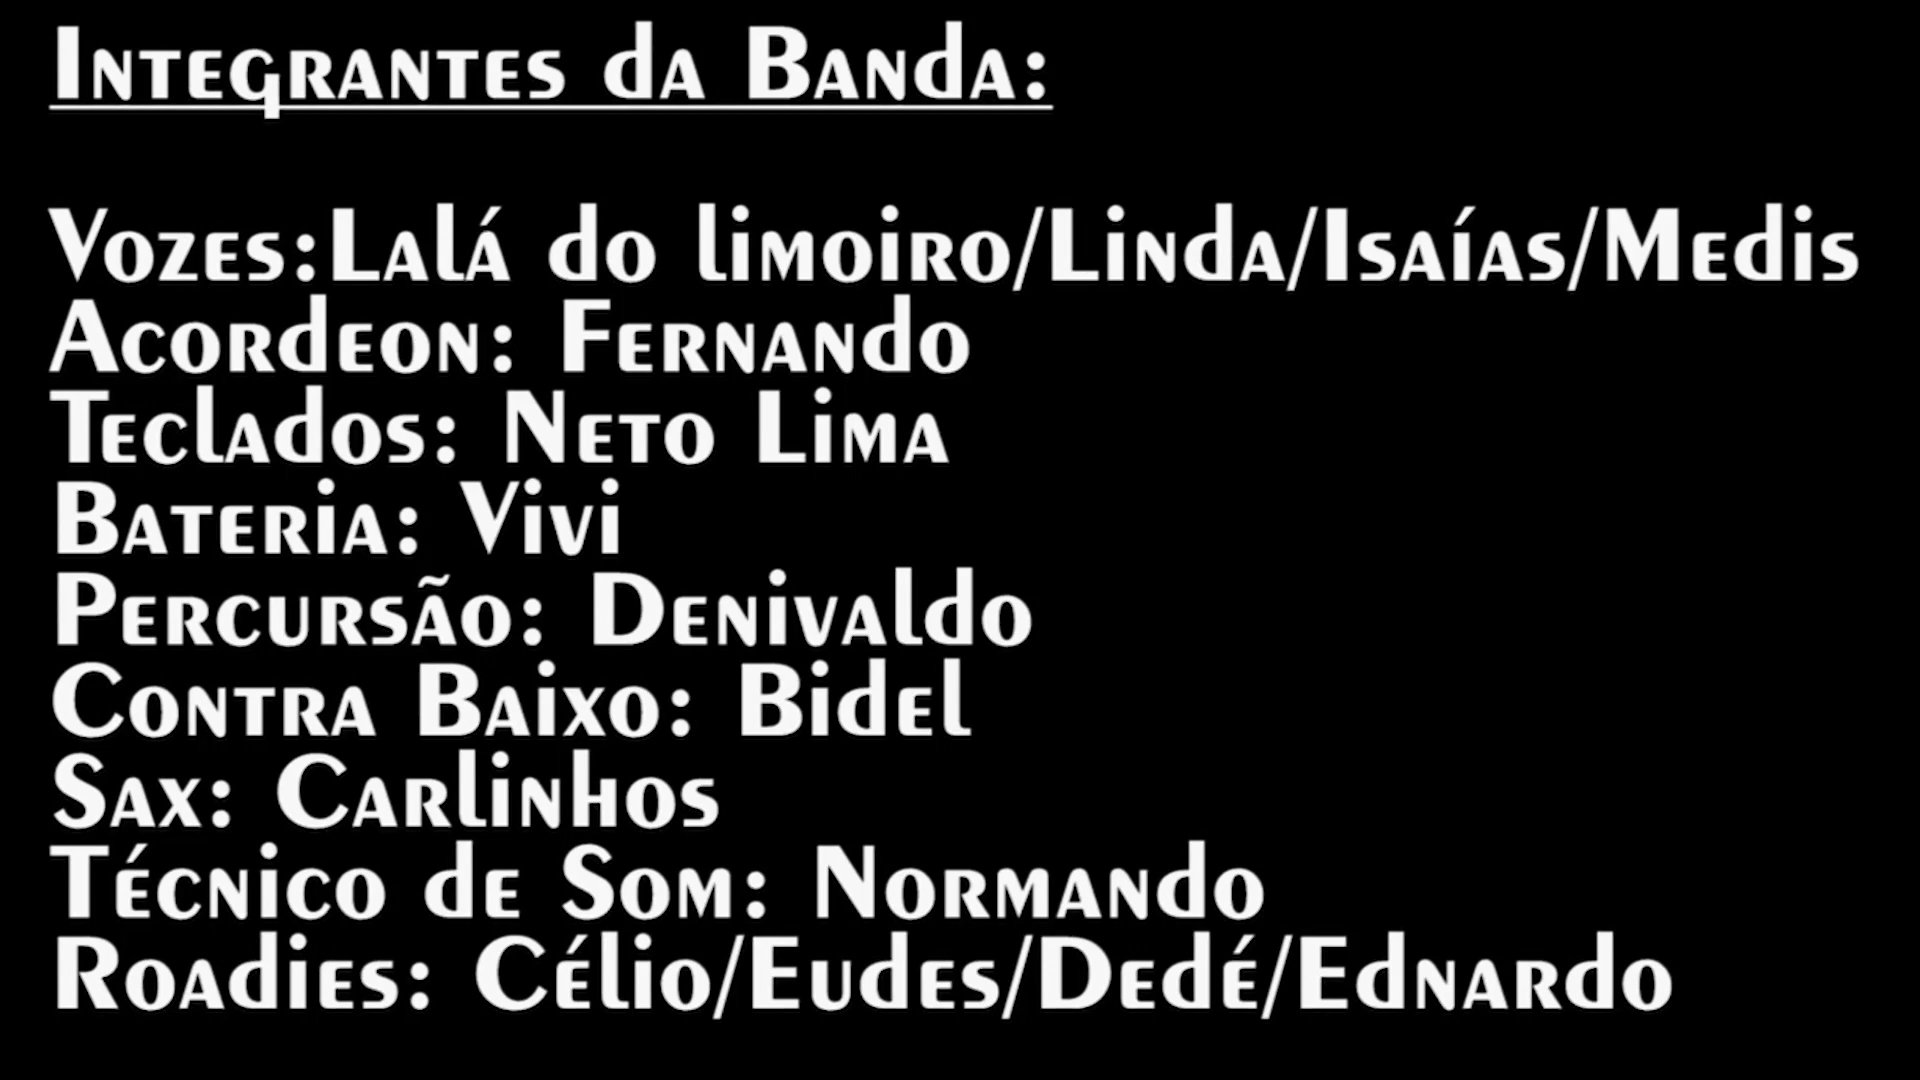 Integrantes da Banda:
Vozes:Lalá do limoiro/Linda/Isaías/Medis
Acordeon: Fernando
Teclados: Neto Lima
Bateria: Vivi
Percursão: Denivaldo
Contra Baixo: Bidel
Sax: Carlinhos
Técnico de Som: Normando
Roadies: Célio/Eudes/Dedé/Ednardo